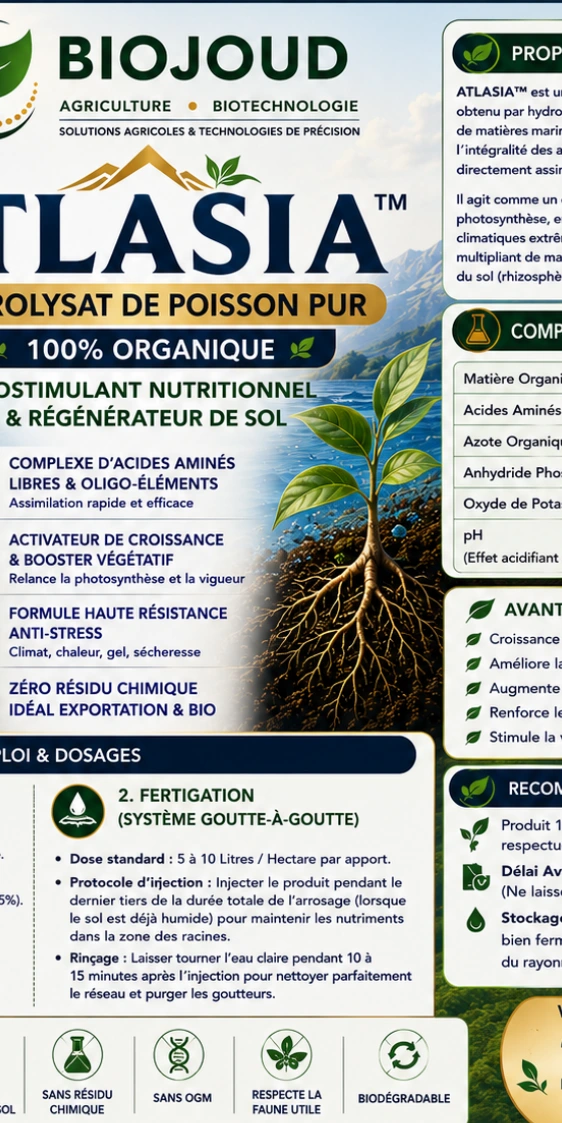 BIOJOUD
AGRICULTURE • BIOTECHNOLOGIE
SOLUTIONS AGRICOLES & TECHNOLOGIES DE PRÉCISION
TLASIA™
ROLYSAT DE POISSON PUR
100% ORGANIQUE
OSTIMULANT NUTRITIONNEL
& RÉGÉNÉRATEUR DE SOL
COMPLEXE D'ACIDES AMINÉS
LIBRES & OLIGO-ÉLÉMENTS
Assimilation rapide et efficace
ACTIVATEUR DE CROISSANCE
& BOOSTER VÉGÉTATIF
Relance la photosynthèse et la vigueur
FORMULE HAUTE RÉSISTANCE
ANTI-STRESS
Climat, chaleur, gel, sécheresse
ZÉRO RÉSIDU CHIMIQUE
IDÉAL EXPORTATION & BIO
PLOI & DOSAGES
5%).
2. FERTIGATION
(SYSTÈME GOUTTE-À-GOUTTE)
• Dose standard : 5 à 10 Litres / Hectare par apport.
• Protocole d'irjection : Injecter le produit pendant le
dernier tiers de la durée totale de l'arrosage (lorsque
le sol est déjà humide) pour maintenir les nutriments
dans la zone des racines.
• Rinçage : Laisser tourner l'eau claire pendant 10 à
15 minutes après l'injection pour nettoyer parfaitement
le réseau et purger les goutteurs.
SOL
SANS RÉSIDU
CHIMIQUE
SANS OGM
RESPECTE LA
FAUNE UTILE
BIODÉGRADABLE
PROP
ATLASIA™ est u
obtenu par hydro
de matières marin
l'intégralité des a
directement assir
Il agit comme un
photosynthèse, e
climatiques extrê
multipliant de ma
du sol (rhizosphè
COMP
Matière Organi
Acides Aminés
Azote Organiqu
Anhydride Phos
Oxyde de Potas
pH
(Effet acidifiant
AVANT
Croissance
Améliore la
Augmente
Renforce le
Stimule la v
RECOM
Produit 1
respectu
Délai Av
(Ne laisse
Stockage
bien ferm
du rayon